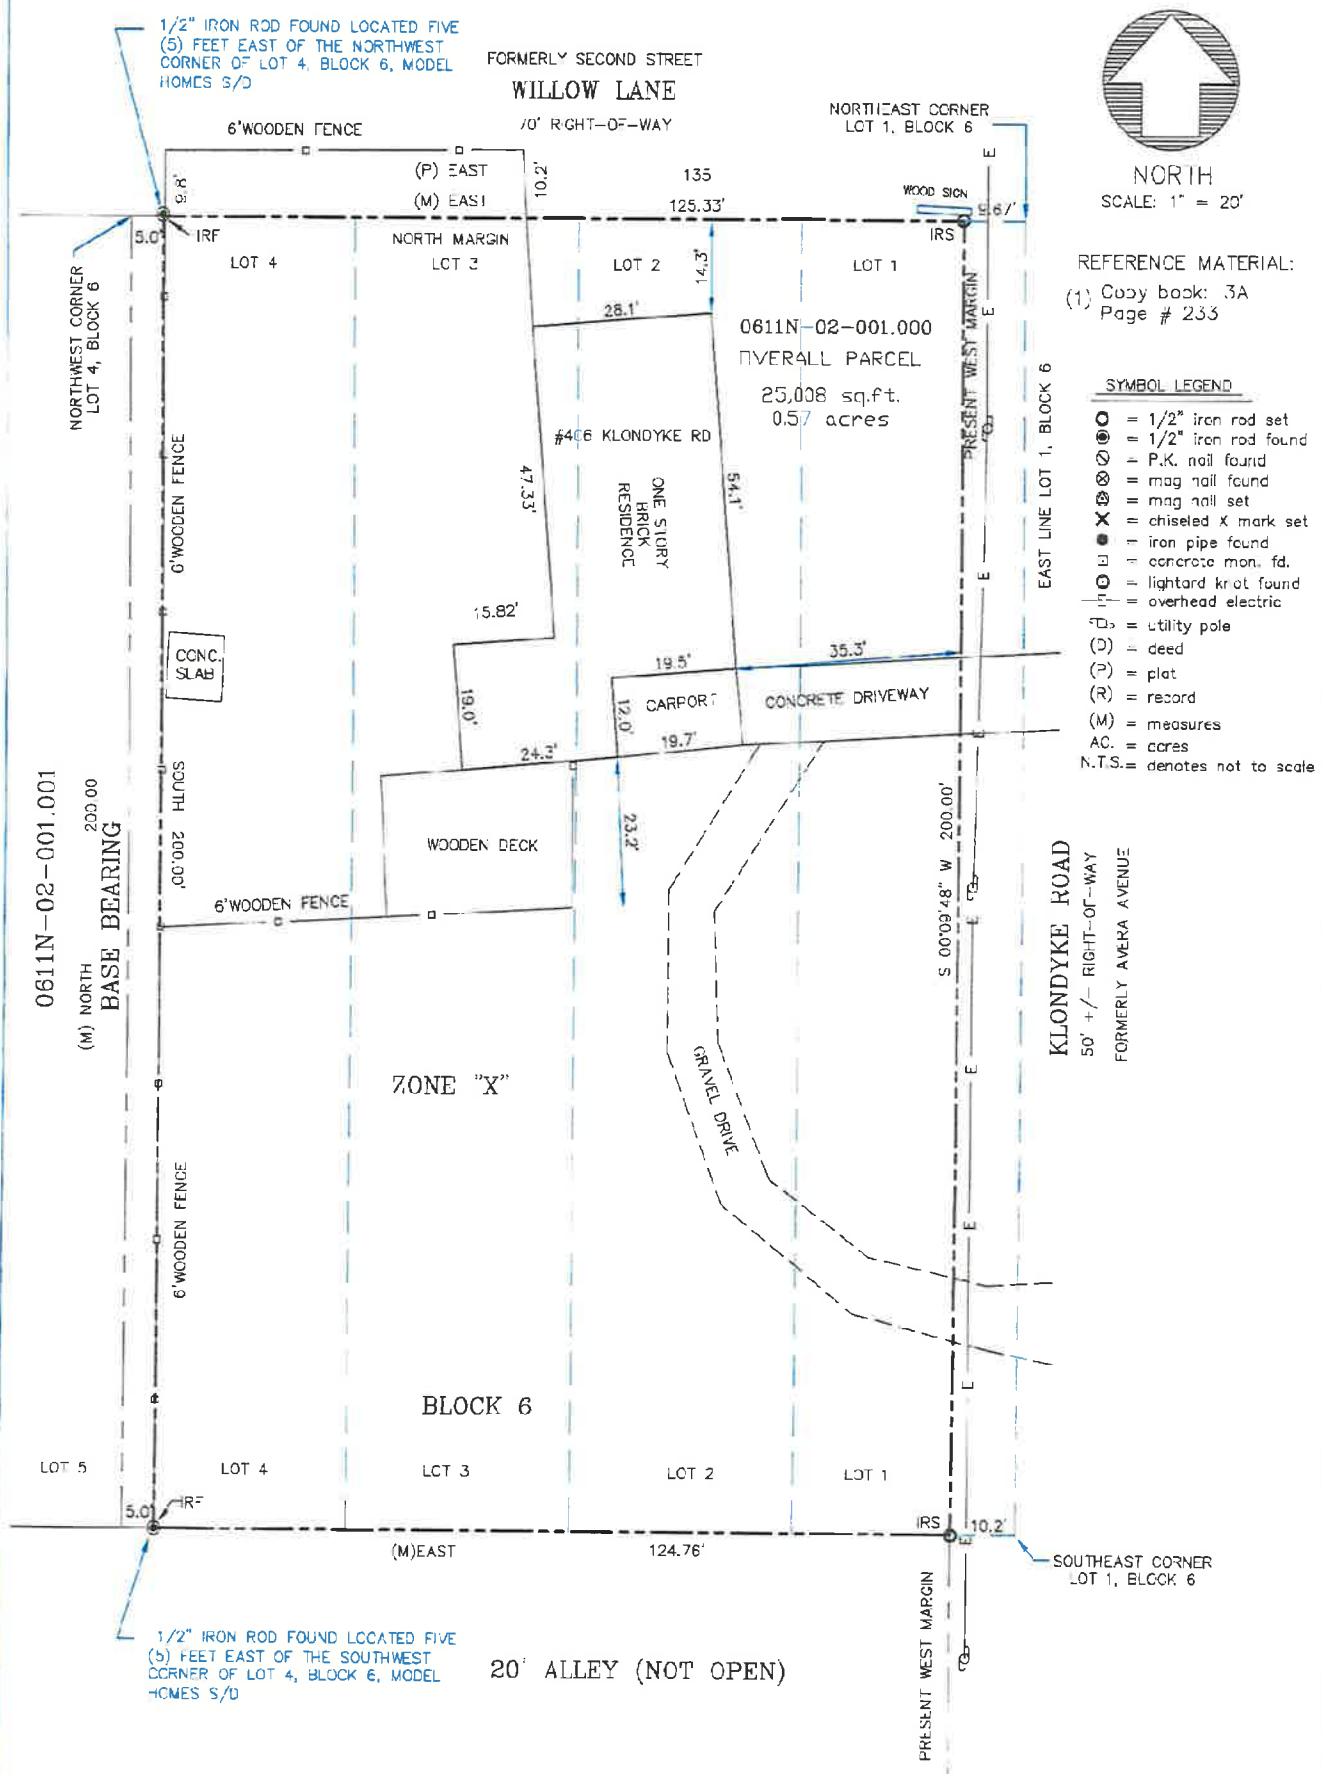 1/2" IRON ROD FOUND LOCATED FIVE
(5) FEET EAST OF THE NORTHWEST
CORNER OF LOT 4, BLOCK 6, MODEL
HOMES S/D
FORMERLY SECOND STREET
WILLOW LANE
70' RIGHT-OF-WAY
6'WOODEN FENCE
NORTHEAST CORNER
LOT 1, BLOCK 6
NORTH
SCALE: 1" = 20'
9.8'
(P) EAST
(M) EAST
10.2'
135
125.33'
WOOD SIGN
9.67'
E
5.0'
IRF
IRS
NORTH MARGIN
LOT 4
LOT 3
LOT 2
LOT 1
NORTHWEST CORNER
LOT 4, BLOCK 6
14.3'
28.1'
REFERENCE MATERIAL:
(1) Copy book: 3A
Page # 233
0611N-02-001.000
OVERALL PARCEL
25,008 sq.ft.
0.57 acres
PRESENT WEST MARGIN
E
EAST LINE LOT 1, BLOCK 6
SYMBOL LEGEND
= 1/2" iron rod set
= 1/2" iron rod found
= P.K. nail found
= mag nail found
= mag nail set
= chiseled X mark set
= iron pipe found
= concrete mon. fd.
= lightard knot found
E = overhead electric
= utility pole
(D) = deed
(P) = plat
(R) = record
(M) = measures
AC. = acres
N.T.S.= denotes not to scale
#406 KLONDYKE RD
6'WOODEN FENCE
47.33'
ONE STORY
BRICK
RESIDENCE
54.1'
E
15.82'
CONC.
SLAB
19.5'
35.3'
19.0'
12.0'
CARPORT
CONCRETE DRIVEWAY
E
24.3'
19.7'
SOUTH 200.00'
23.2'
WOODEN DECK
6'WOODEN FENCE
0611N-02-001.001
(M) NORTH 200.00
BASE BEARING
S 00°09'48" W 200.00'
E
KLONDYKE ROAD
50' +/- RIGHT-OF-WAY
FORMERLY AVERA AVENUE
ZONE "X"
GRAVEL DRIVE
E
6'WOODEN FENCE
E
E
BLOCK 6
LOT 5
LOT 4
LOT 3
LOT 2
LOT 1
5.0'
IRF
IRS
10.2'
E
(M)EAST
124.76'
SOUTHEAST CORNER
LOT 1, BLOCK 6
PRESENT WEST MARGIN
1/2" IRON ROD FOUND LOCATED FIVE
(5) FEET EAST OF THE SOUTHWEST
CORNER OF LOT 4, BLOCK 6, MODEL
HOMES S/D
20' ALLEY (NOT OPEN)